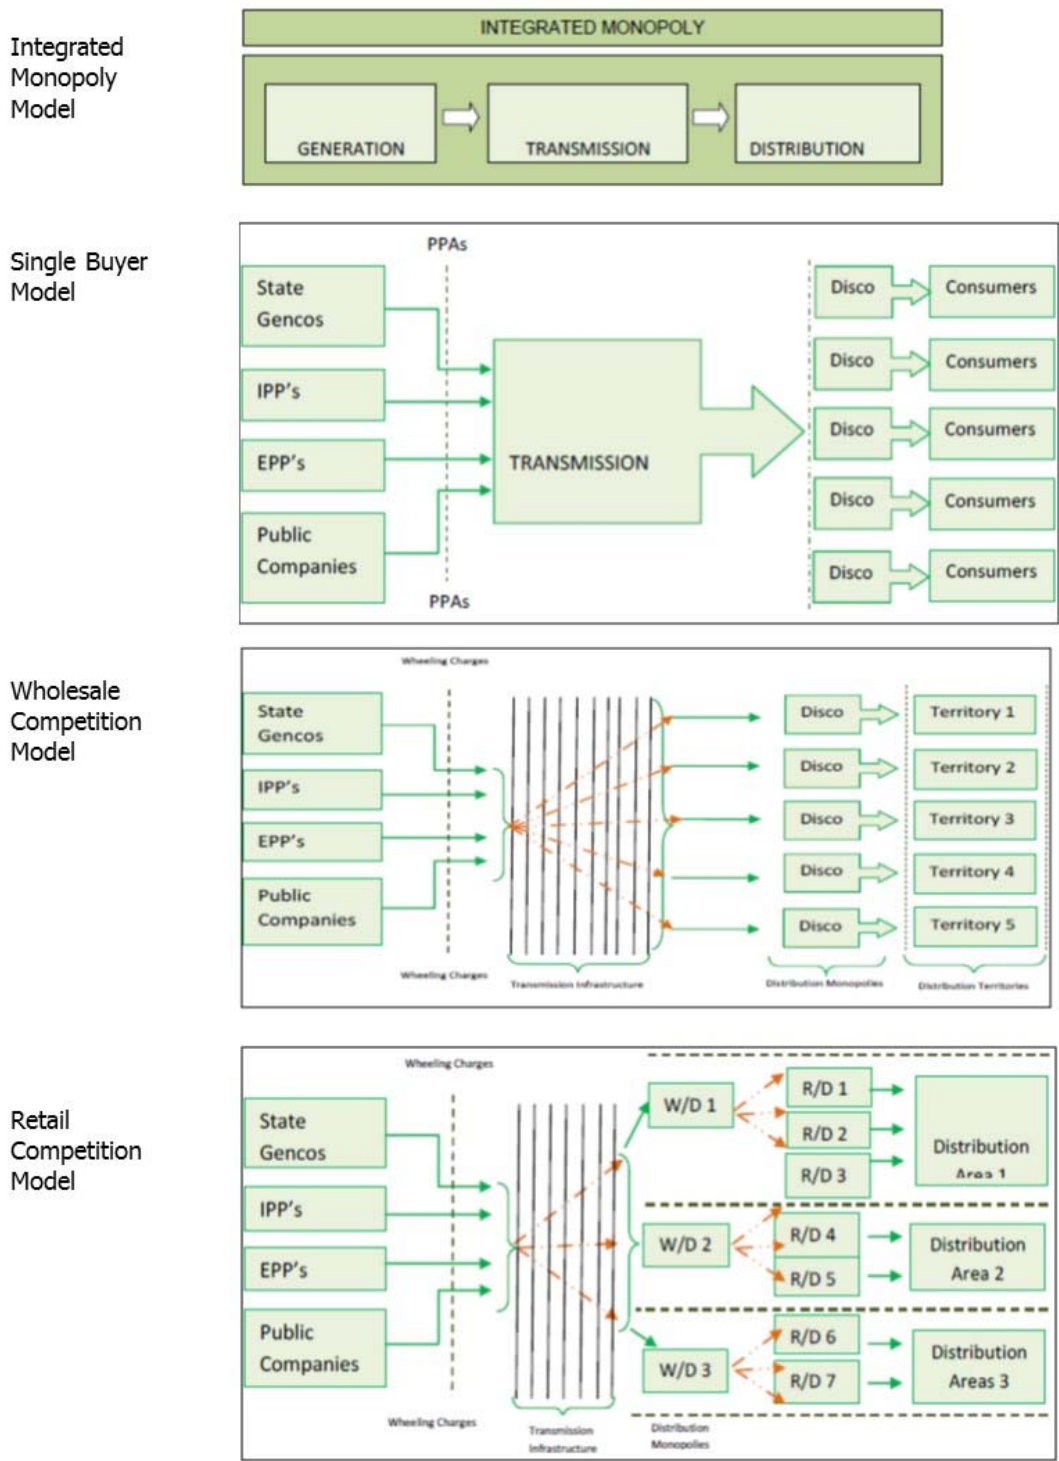 Integrated
Monopoly
Model
INTEGRATED MONOPOLY
GENERATION
TRANSMISSION
DISTRIBUTION
Single Buyer
Model
PPAs
State
Gencos
IPP's
EPP's
Public
Companies
PPAs
TRANSMISSION
Disco
Consumers
Disco
Consumers
Disco
Consumers
Disco
Consumers
Disco
Consumers
Wholesale
Competition
Model
Wheeling Charges
State
Gencos
IPP's
EPP's
Public
Companies
Wheeling Charges
Transmission Infrastructure
Disco
Territory 1
Disco
Territory 2
Disco
Territory 3
Disco
Territory 4
Disco
Territory 5
Distribution Monopolies
Distribution Territories
Retail
Competition
Model
Wheeling Charges
State
Gencos
IPP's
EPP's
Public
Companies
Wheeling Charges
Transmission
Infrastructure
W/D 1
R/D 1
R/D 2
R/D 3
Distribution
Area 1
W/D 2
R/D 4
R/D 5
Distribution
Area 2
W/D 3
R/D 6
R/D 7
Distribution
Areas 3
Distribution
Monopolies